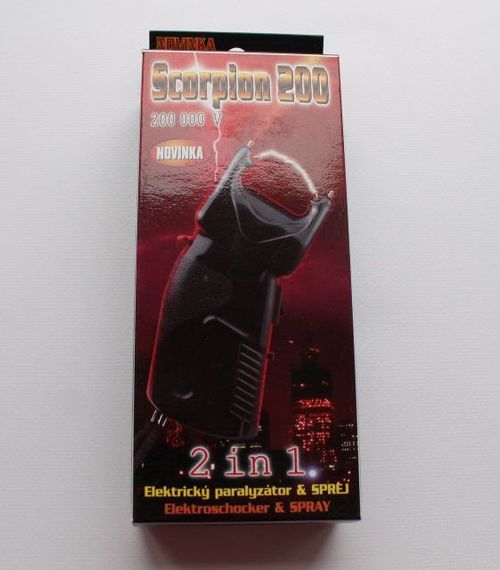 NOVINKA
Scorpion 200
200 000 V
NOVINKA
2 in 1
Elektrický paralyzátor & SPREJ
Elektroschocker & SPRAY